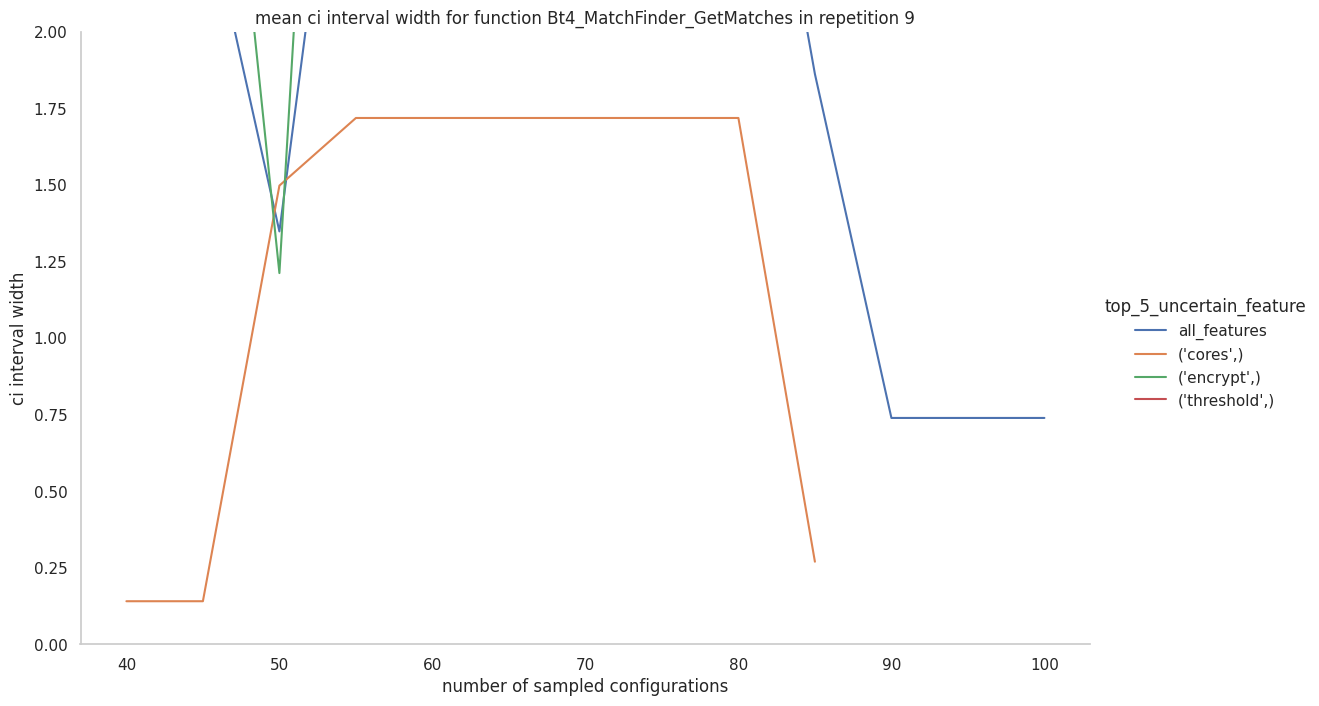 mean ci interval width for function Bt4_MatchFinder_GetMatches in repetition 9
2.00
1.75
1.50
1.25
1.00
0.75
0.50
0.25
0.00
ci interval width
40 50 60 70 80 90 100
number of sampled configurations
top_5_uncertain_feature
all_features
('cores',)
('encrypt',)
('threshold',)